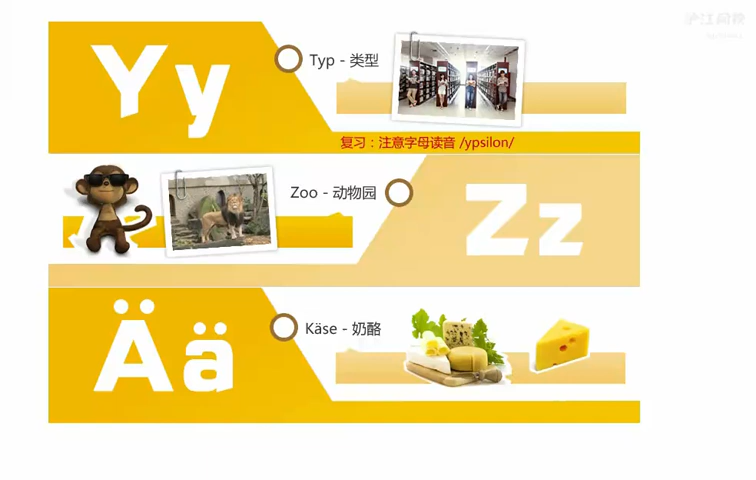 沪江网校
Yy
Typ - 类型
复习：注意字母读音 /ypsilon/
Zoo - 动物园
Zz
Ää
Käse - 奶酪